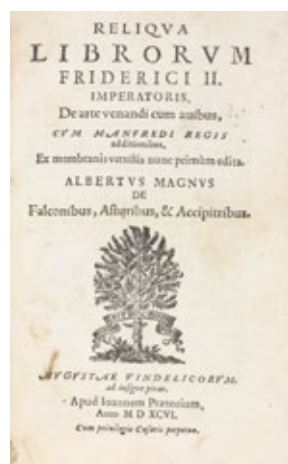 RELIQVA
LIBRORVM
FRIDERICI II.
IMPERATORIS,
De arte venandi cum auibus,
CVM MANFREDI REGIS
additionibus,
Ex membranis vetustis nunc primùm edita.
ALBERTVS MAGNVS
DE
Falconibus, Asturibus, & Accipitribus.
AVGVSTAE VINDELICORVM,
ad insigne pinus.
Apud Ioannem Prætorium,
Anno M D XCVI.
Cum priuilegio Cæsaris perpetuo.